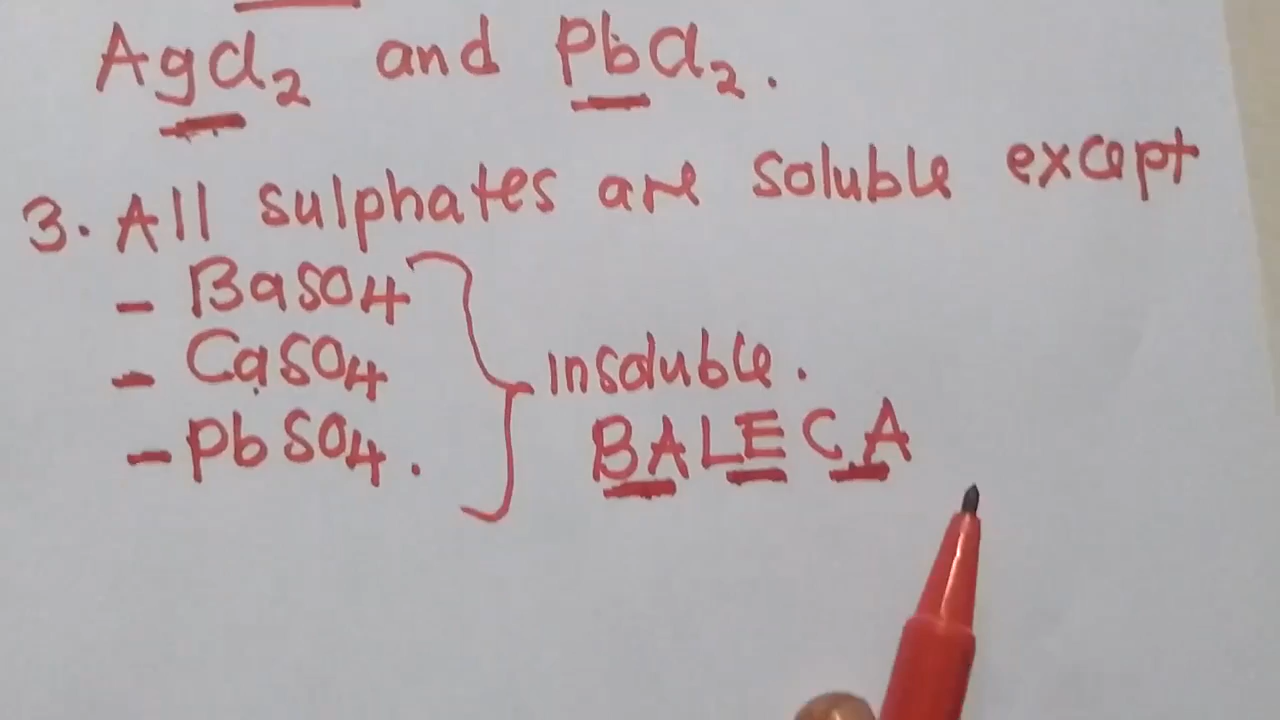 AgCl2 and PbCl2.
3. All sulphates are soluble except
- BaSO4
- CaSO4
- PbSO4.
insoluble.
BALECA